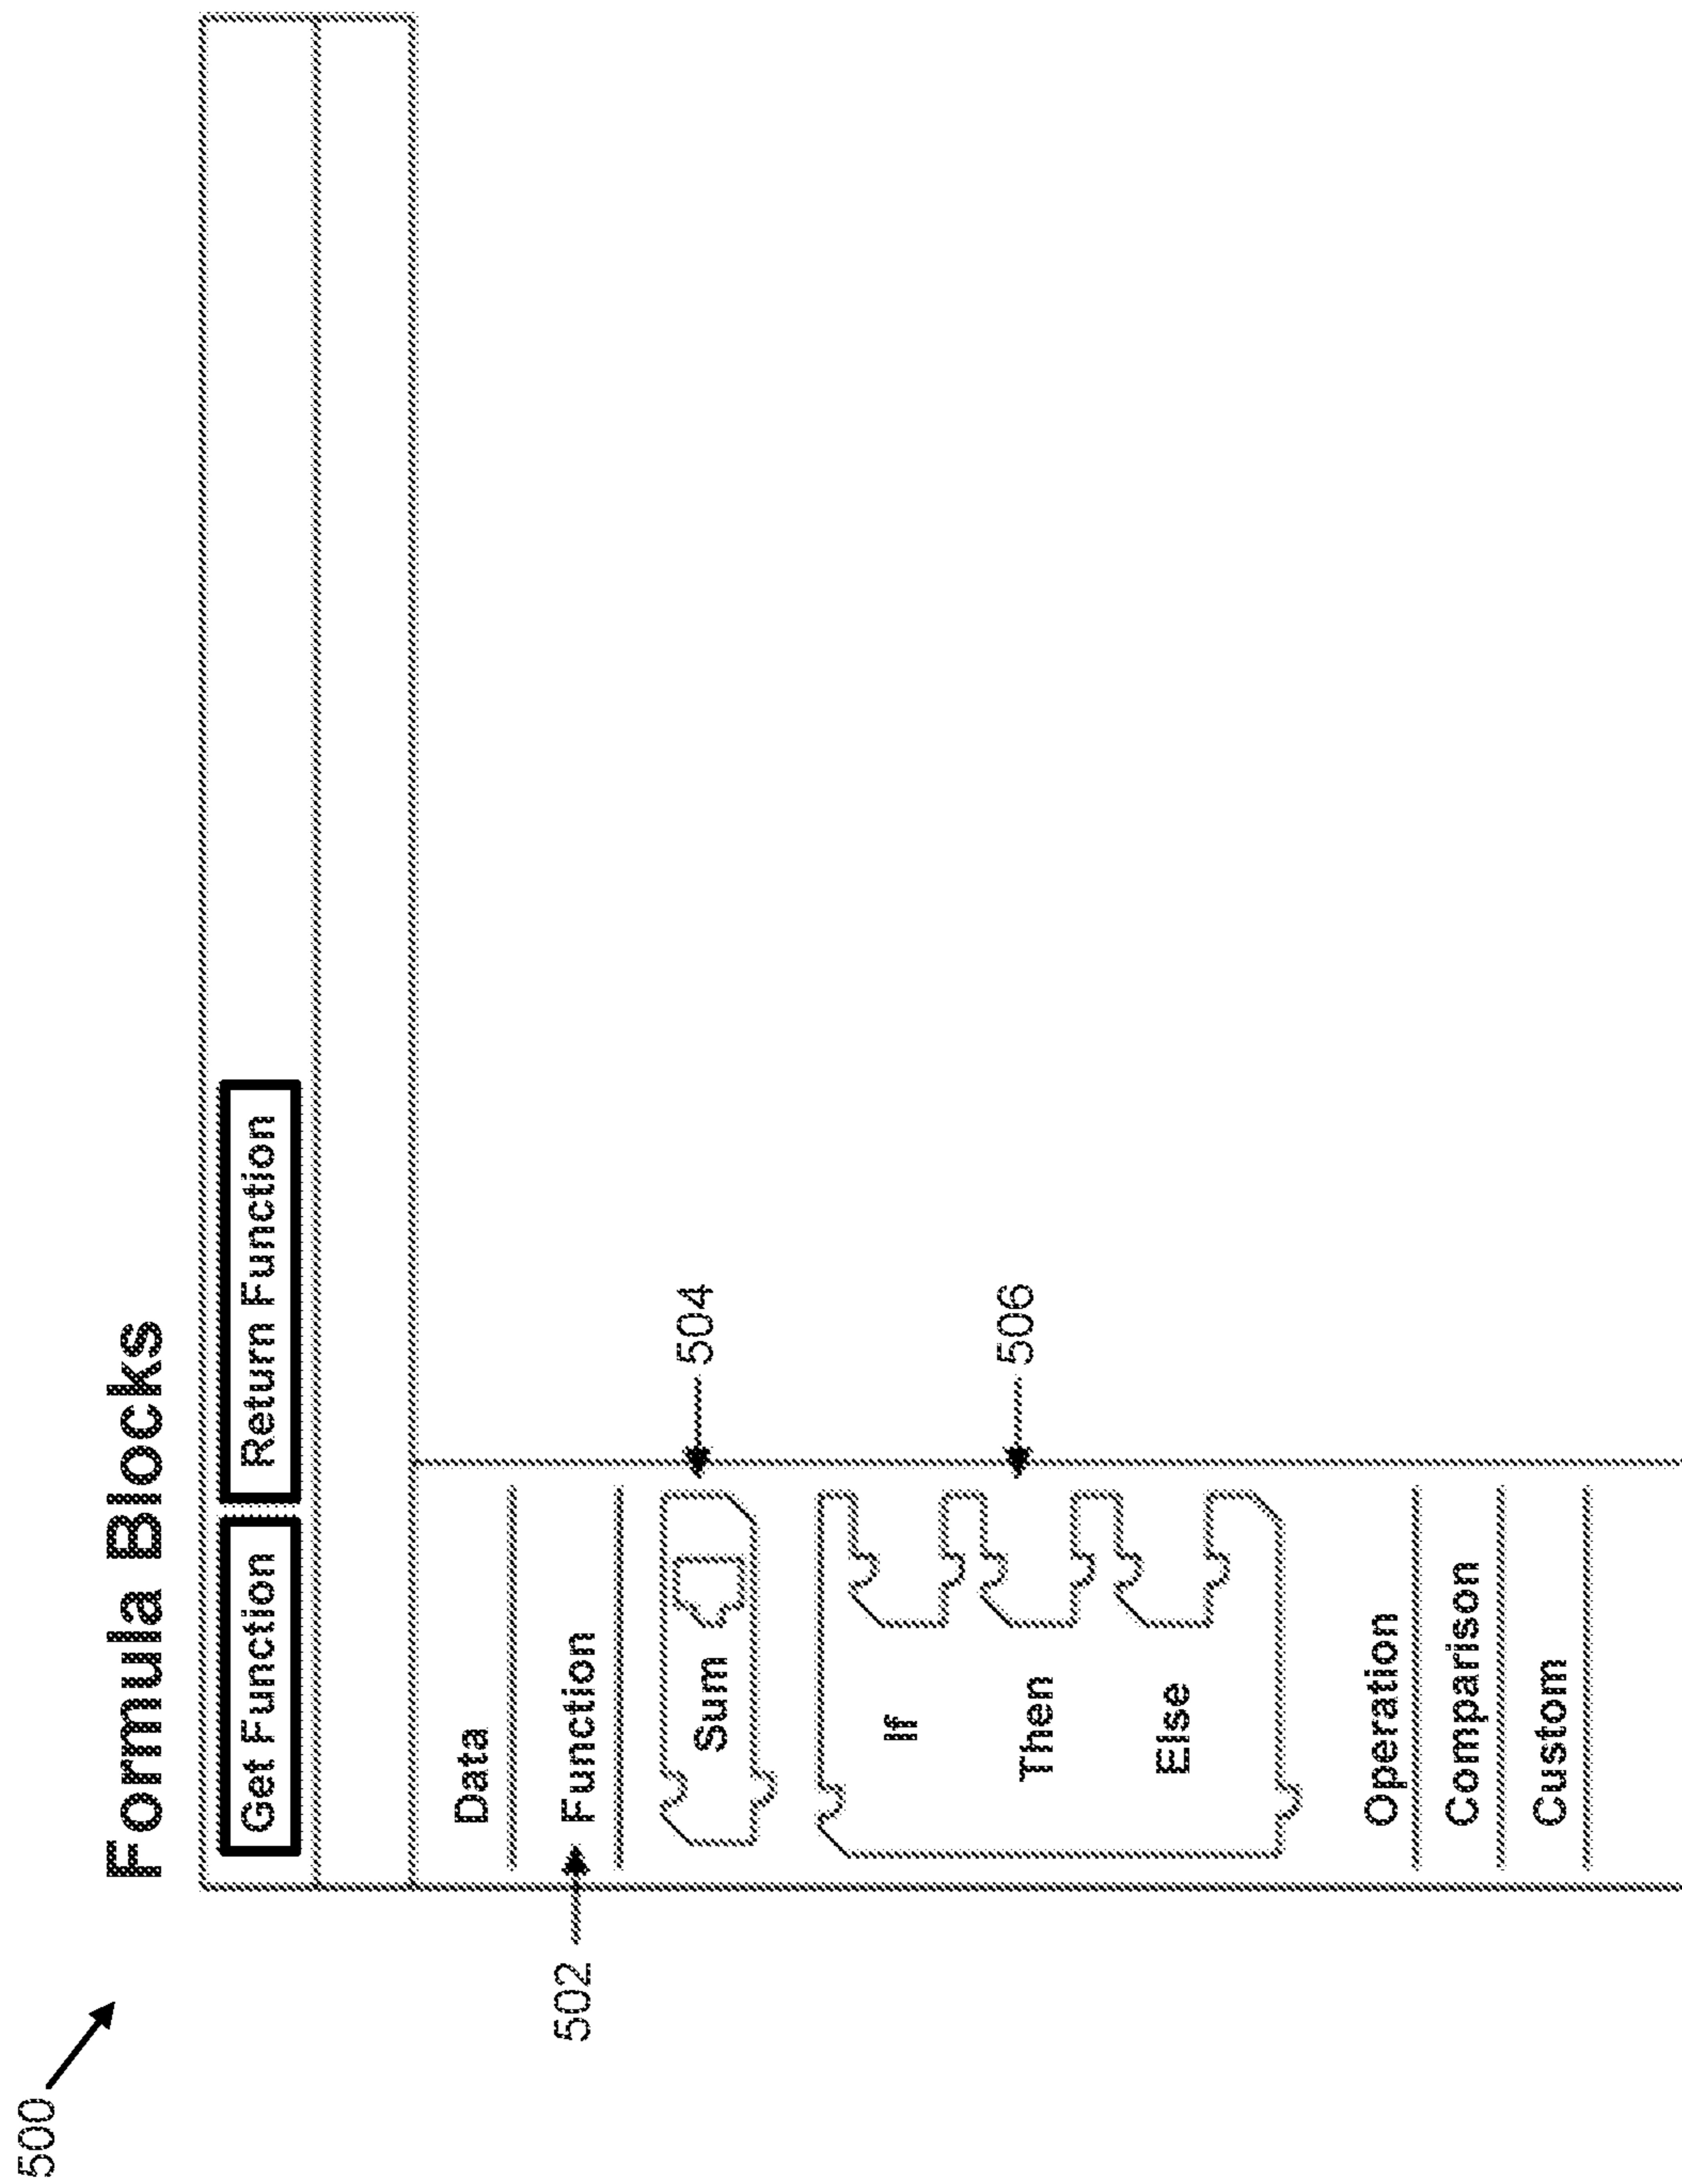 500
Formula Blocks
Get Function
Return Function
Data
502
Function
Sum
504
If
506
Then
Else
Operation
Comparison
Custom